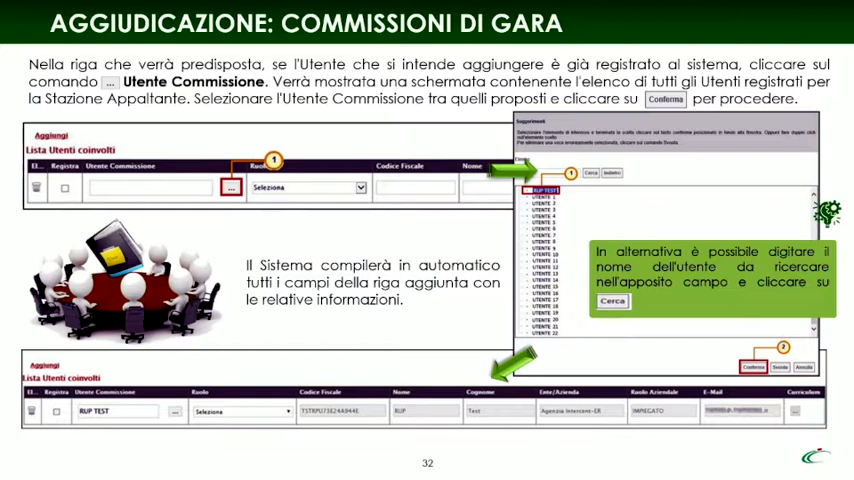 AGGIUDICAZIONE: COMMISSIONI DI GARA
Nella riga che verrà predisposta, se l'Utente che si intende aggiungere è già registrato al sistema, cliccare sul
comando ... Utente Commissione. Verrà mostrata una schermata contenente l'elenco di tutti gli Utenti registrati per
la Stazione Appaltante. Selezionare l'Utente Commissione tra quelli proposti e cliccare su Conferma per procedere.
Aggiungi
Lista Utenti coinvolti
El... Registra Utente Commissione Ruolo Codice Fiscale Nome
1
... Seleziona
Suggerimenti
1 Cerca Indietro
RUP TEST
UTENTE 1
UTENTE 2
UTENTE 3
UTENTE 4
UTENTE 5
UTENTE 6
UTENTE 7
UTENTE 8
UTENTE 9
UTENTE 10
UTENTE 11
UTENTE 12
UTENTE 13
UTENTE 14
UTENTE 15
UTENTE 16
UTENTE 17
UTENTE 18
UTENTE 19
UTENTE 20
UTENTE 21
UTENTE 22
In alternativa è possibile digitare il
nome dell'utente da ricercare
nell'apposito campo e cliccare su
Cerca
Il Sistema compilerà in automatico
tutti i campi della riga aggiunta con
le relative informazioni.
2
Conferma Svuota Annulla
Aggiungi
Lista Utenti coinvolti
El... Registra Utente Commissione Ruolo Codice Fiscale Nome Cognome Ente/Azienda Ruolo Aziendale E-Mail Curriculum
RUP TEST ... Seleziona TSTRPU73E24A944E RUP Test Agenzia Intercent-ER IMPEGATO ...
32